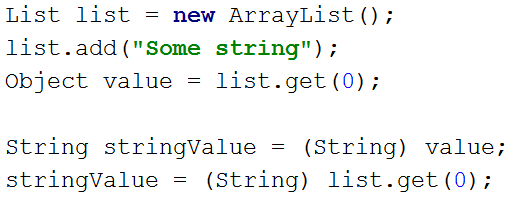 List list = new ArrayList();
list.add("Some string");
Object value = list.get(0);
String stringValue = (String) value;
stringValue = (String) list.get(0);